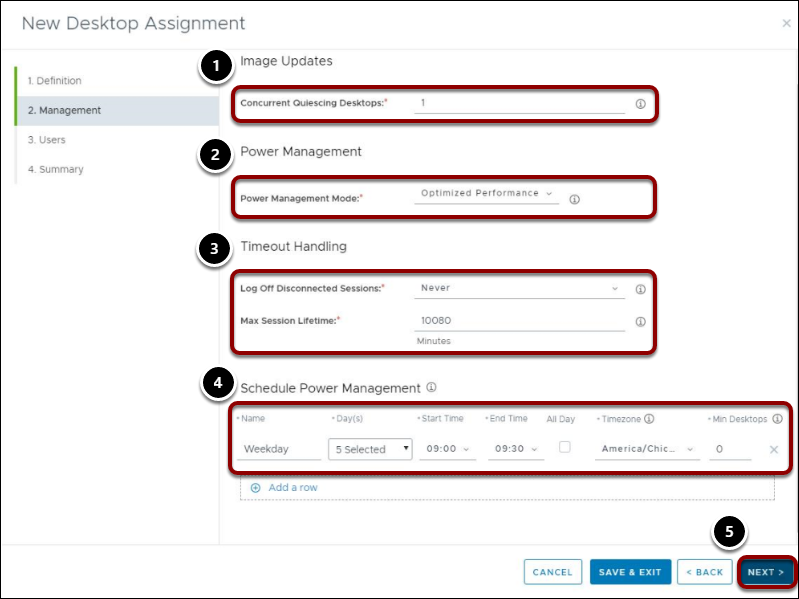 New Desktop Assignment
1. Definition
2. Management
3. Users
4. Summary
1 Image Updates
Concurrent Quiescing Desktops:* 1
2 Power Management
Power Management Mode:* Optimized Performance
3 Timeout Handling
Log Off Disconnected Sessions:* Never
Max Session Lifetime:* 10080
Minutes
4 Schedule Power Management
* Name * Day(s) * Start Time * End Time All Day * Timezone * Min Desktops
Weekday 5 Selected 09:00 09:30 America/Chic... 0
Add a row
5
CANCEL SAVE & EXIT < BACK NEXT >